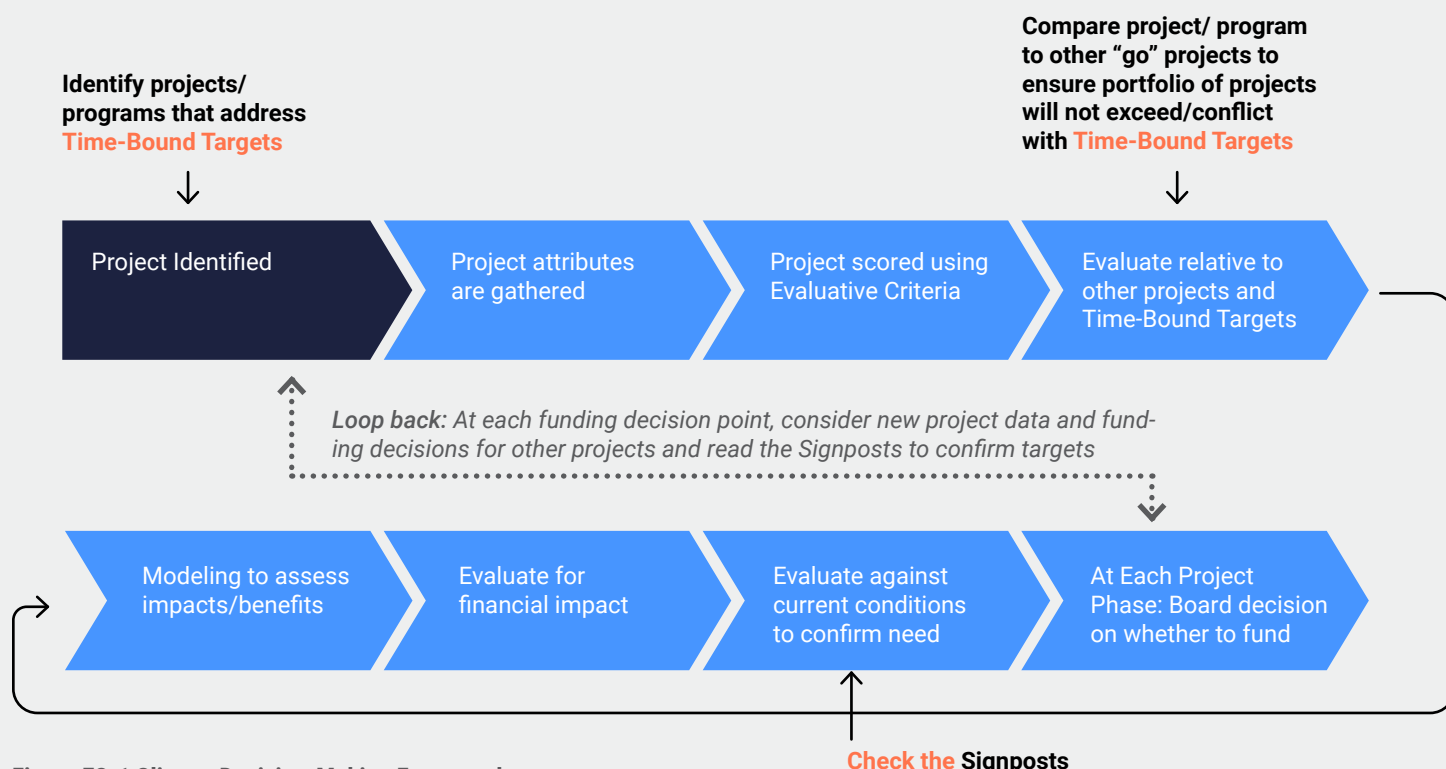 Compare project/ program
to other “go” projects to
ensure portfolio of projects
will not exceed/conflict
with Time-Bound Targets
Identify projects/
programs that address
Time-Bound Targets
Project Identified
Project attributes
are gathered
Project scored using
Evaluative Criteria
Evaluate relative to
other projects and
Time-Bound Targets
Loop back: At each funding decision point, consider new project data and fund-
ing decisions for other projects and read the Signposts to confirm targets
Modeling to assess
impacts/benefits
Evaluate for
financial impact
Evaluate against
current conditions
to confirm need
At Each Project
Phase: Board decision
on whether to fund
Check the Signposts